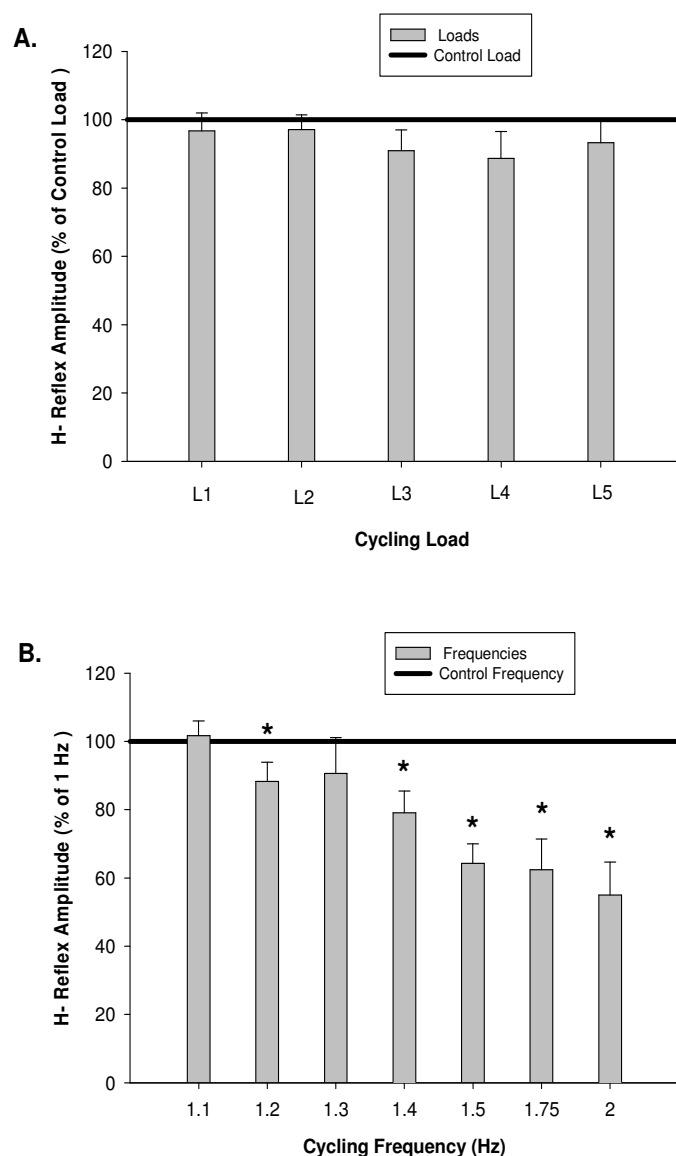 A.
Loads
Control Load
H- Reflex Amplitude (% of Control Load )
120
100
80
60
40
20
0
L1 L2 L3 L4 L5
Cycling Load
B.
Frequencies
Control Frequency
H- Reflex Amplitude (% of 1 Hz )
120
100
80
60
40
20
0
* * * * *
1.1 1.2 1.3 1.4 1.5 1.75 2
Cycling Frequency (Hz)